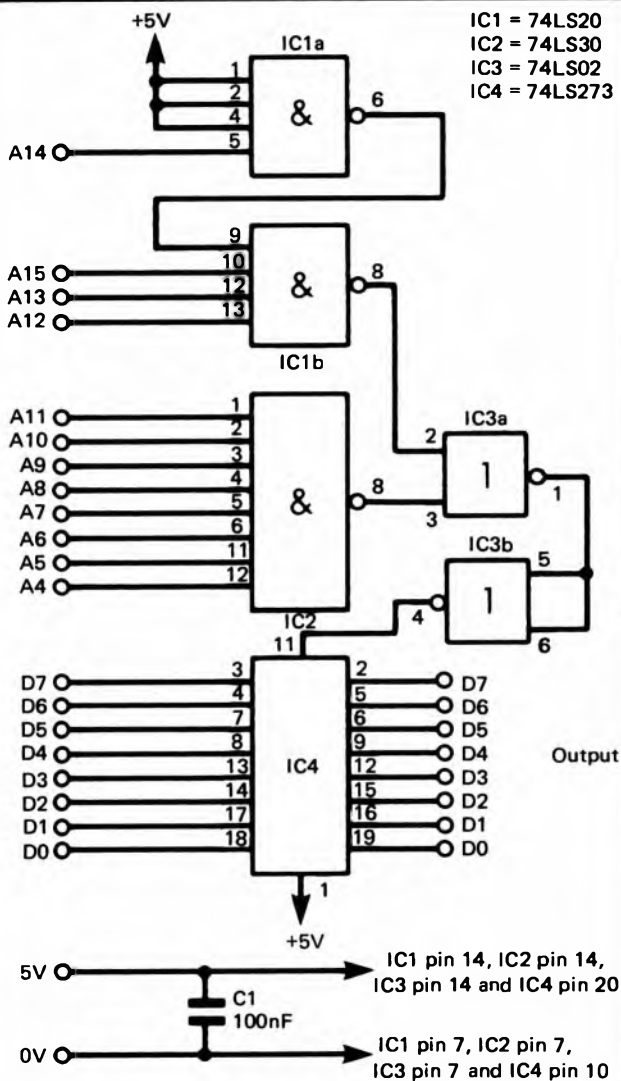 +5V
IC1 = 74LS20
IC2 = 74LS30
IC3 = 74LS02
IC4 = 74LS273
IC1a
1
2
4
5
&
6
A14
9
10
12
13
&
8
A15
A13
A12
IC1b
A11
A10
A9
A8
A7
A6
A5
A4
1
2
3
4
5
6
11
12
&
8
IC2
IC3a
2
3
1
1
IC3b
4
1
5
6
11
D7
D6
D5
D4
D3
D2
D1
D0
3
4
7
8
13
14
17
18
IC4
2
5
6
9
12
15
16
19
D7
D6
D5
D4
D3
D2
D1
D0
Output
1
+5V
5V
C1
100nF
0V
IC1 pin 14, IC2 pin 14,
IC3 pin 14 and IC4 pin 20
IC1 pin 7, IC2 pin 7,
IC3 pin 7 and IC4 pin 10